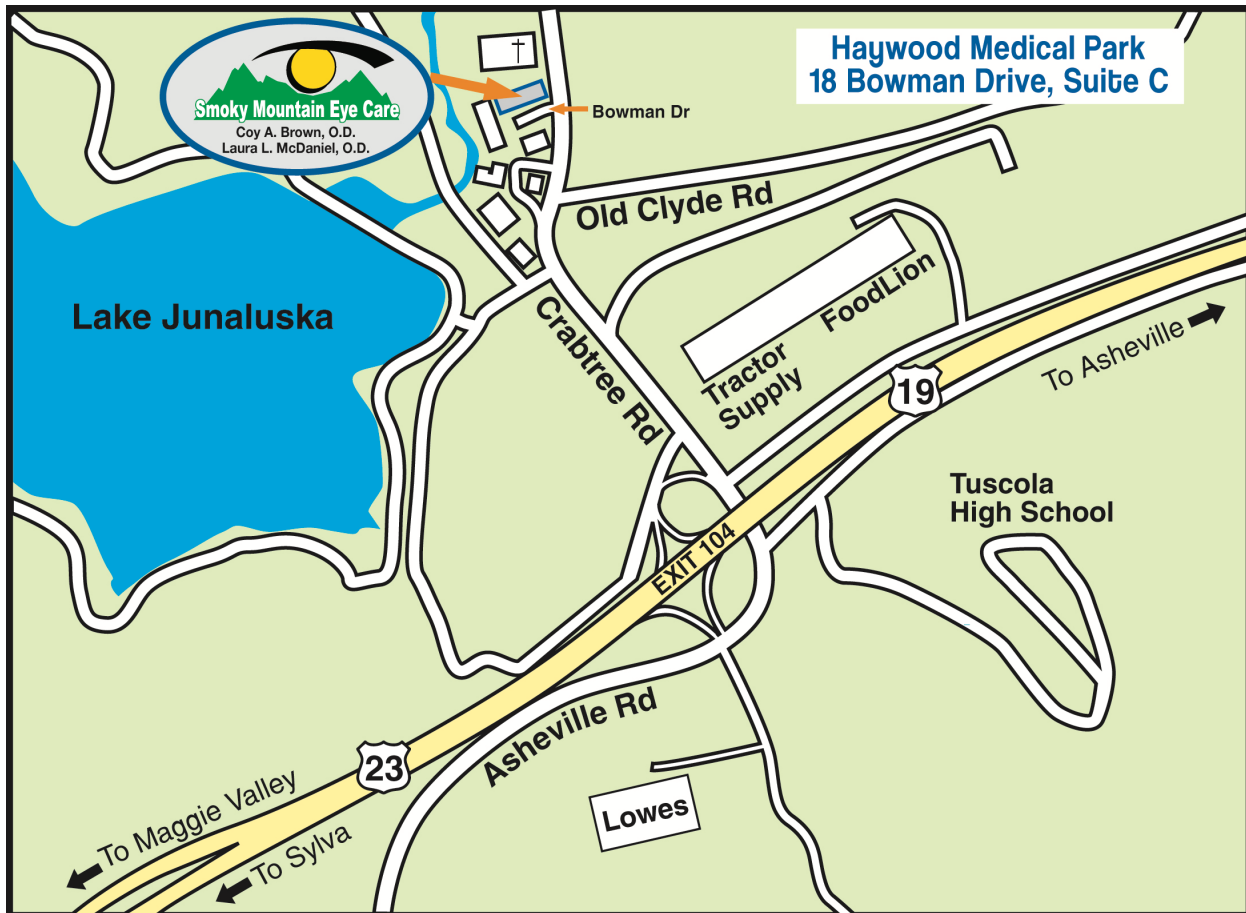 Smoky Mountain Eye Care
Coy A. Brown, O.D.
Laura L. McDaniel, O.D.
Haywood Medical Park
18 Bowman Drive, Suite C
Bowman Dr
Old Clyde Rd
Lake Junaluska
Crabtree Rd
FoodLion
Tractor
Supply
19
To Asheville
Tuscola
High School
EXIT 104
Asheville Rd
23
To Maggie Valley
To Sylva
Lowes